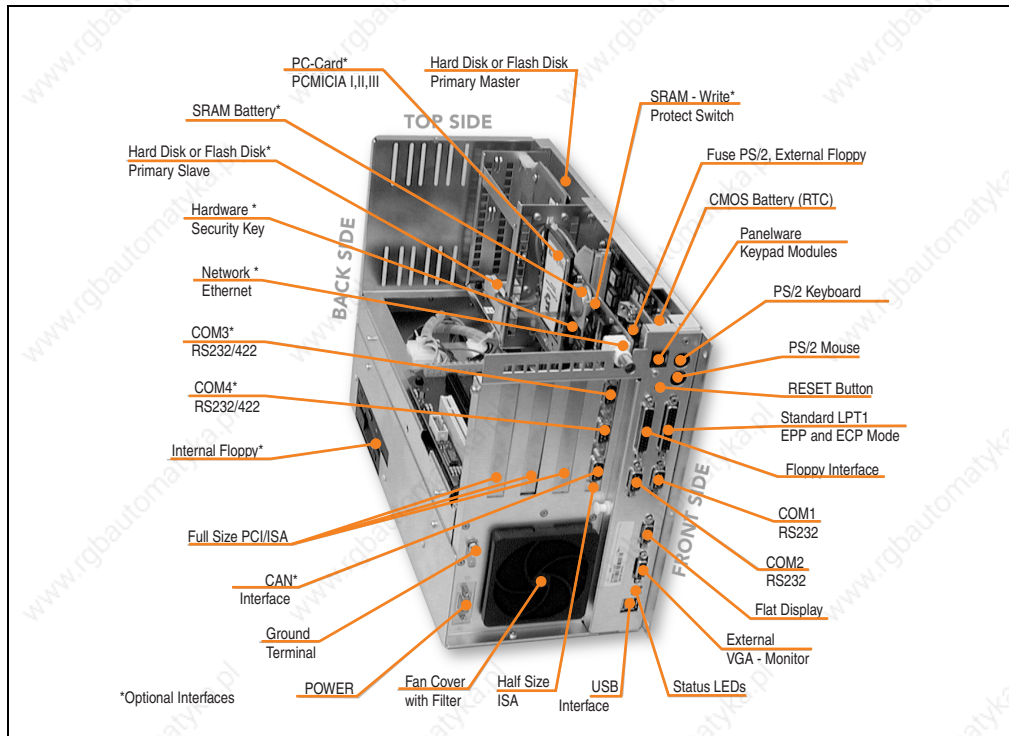 PC-Card*
PCMCIA I,II,III
Hard Disk or Flash Disk
Primary Master
SRAM - Write*
Protect Switch
SRAM Battery*
TOP SIDE
Hard Disk or Flash Disk*
Primary Slave
Fuse PS/2, External Floppy
CMOS Battery (RTC)
Hardware *
Security Key
Panelware
Keypad Modules
BACK SIDE
Network *
Ethernet
PS/2 Keyboard
COM3*
RS232/422
PS/2 Mouse
COM4*
RS232/422
RESET Button
Standard LPT1
EPP and ECP Mode
Internal Floppy*
Floppy Interface
FRONT SIDE
COM1
RS232
Full Size PCI/ISA
COM2
RS232
CAN*
Interface
Flat Display
Ground
Terminal
External
VGA - Monitor
*Optional Interfaces
POWER
Fan Cover
with Filter
Half Size
ISA
USB
Interface
Status LEDs
www.rgbautomatyka.pl